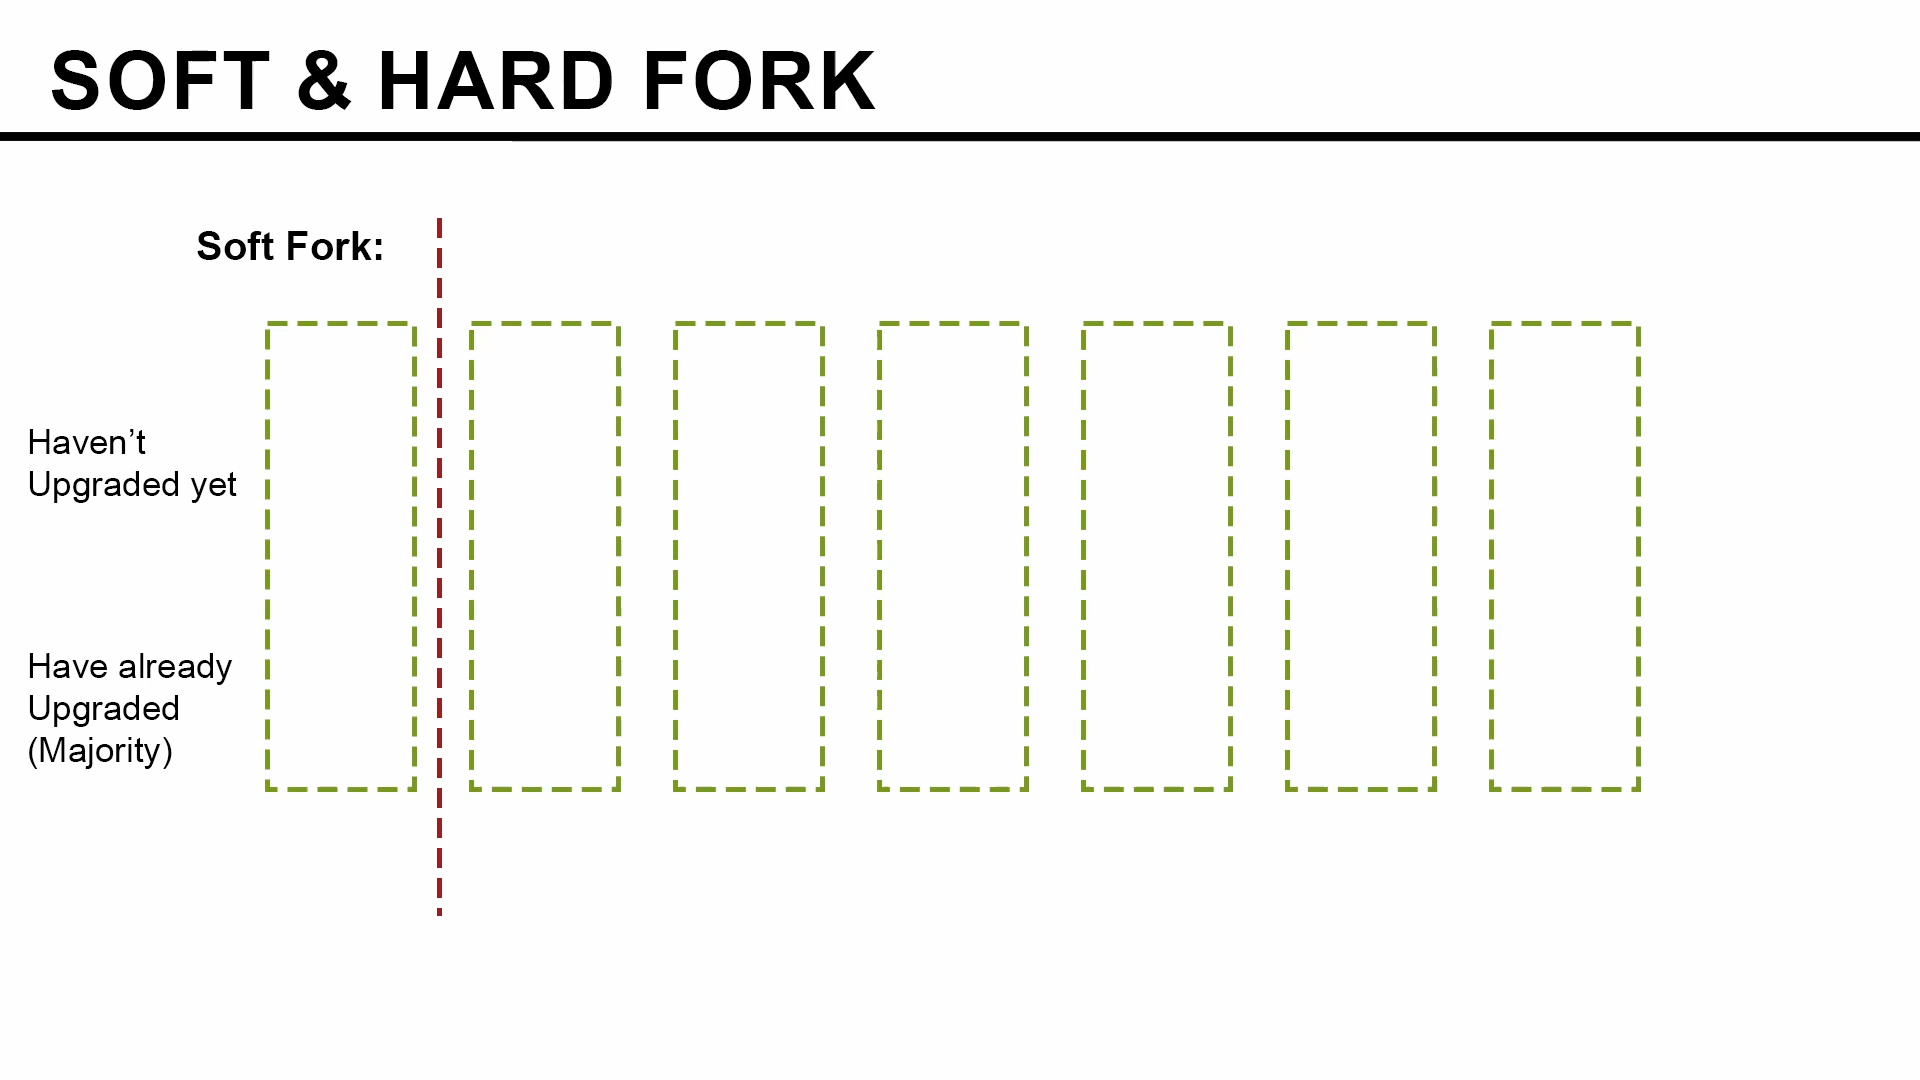 SOFT & HARD FORK
Soft Fork:
Haven’t
Upgraded yet
Have already
Upgraded
(Majority)